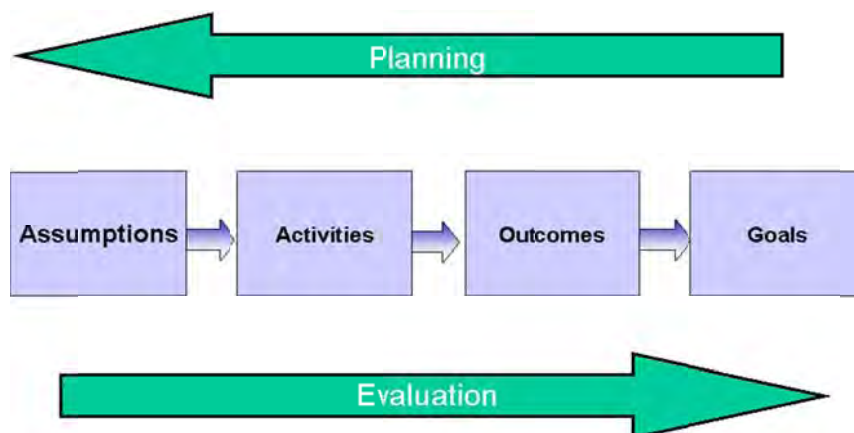 Planning
Assumptions
Activities
Outcomes
Goals
Evaluation